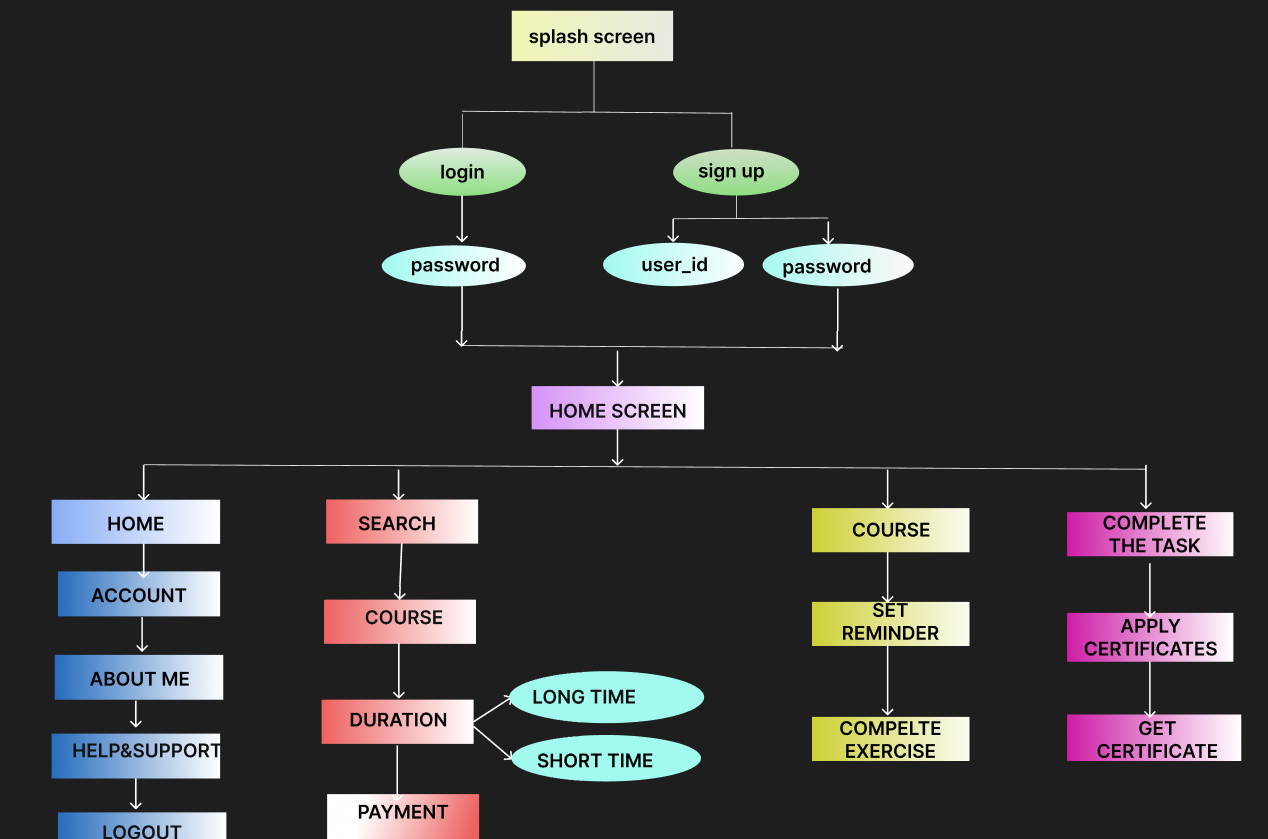 splash screen
login
sign up
password
user_id
password
HOME SCREEN
HOME
SEARCH
COURSE
COMPLETE
THE TASK
ACCOUNT
COURSE
SET
REMINDER
APPLY
CERTIFICATES
ABOUT ME
DURATION
LONG TIME
SHORT TIME
COMPELTE
EXERCISE
GET
CERTIFICATE
HELP&SUPPORT
PAYMENT
LOGOUT